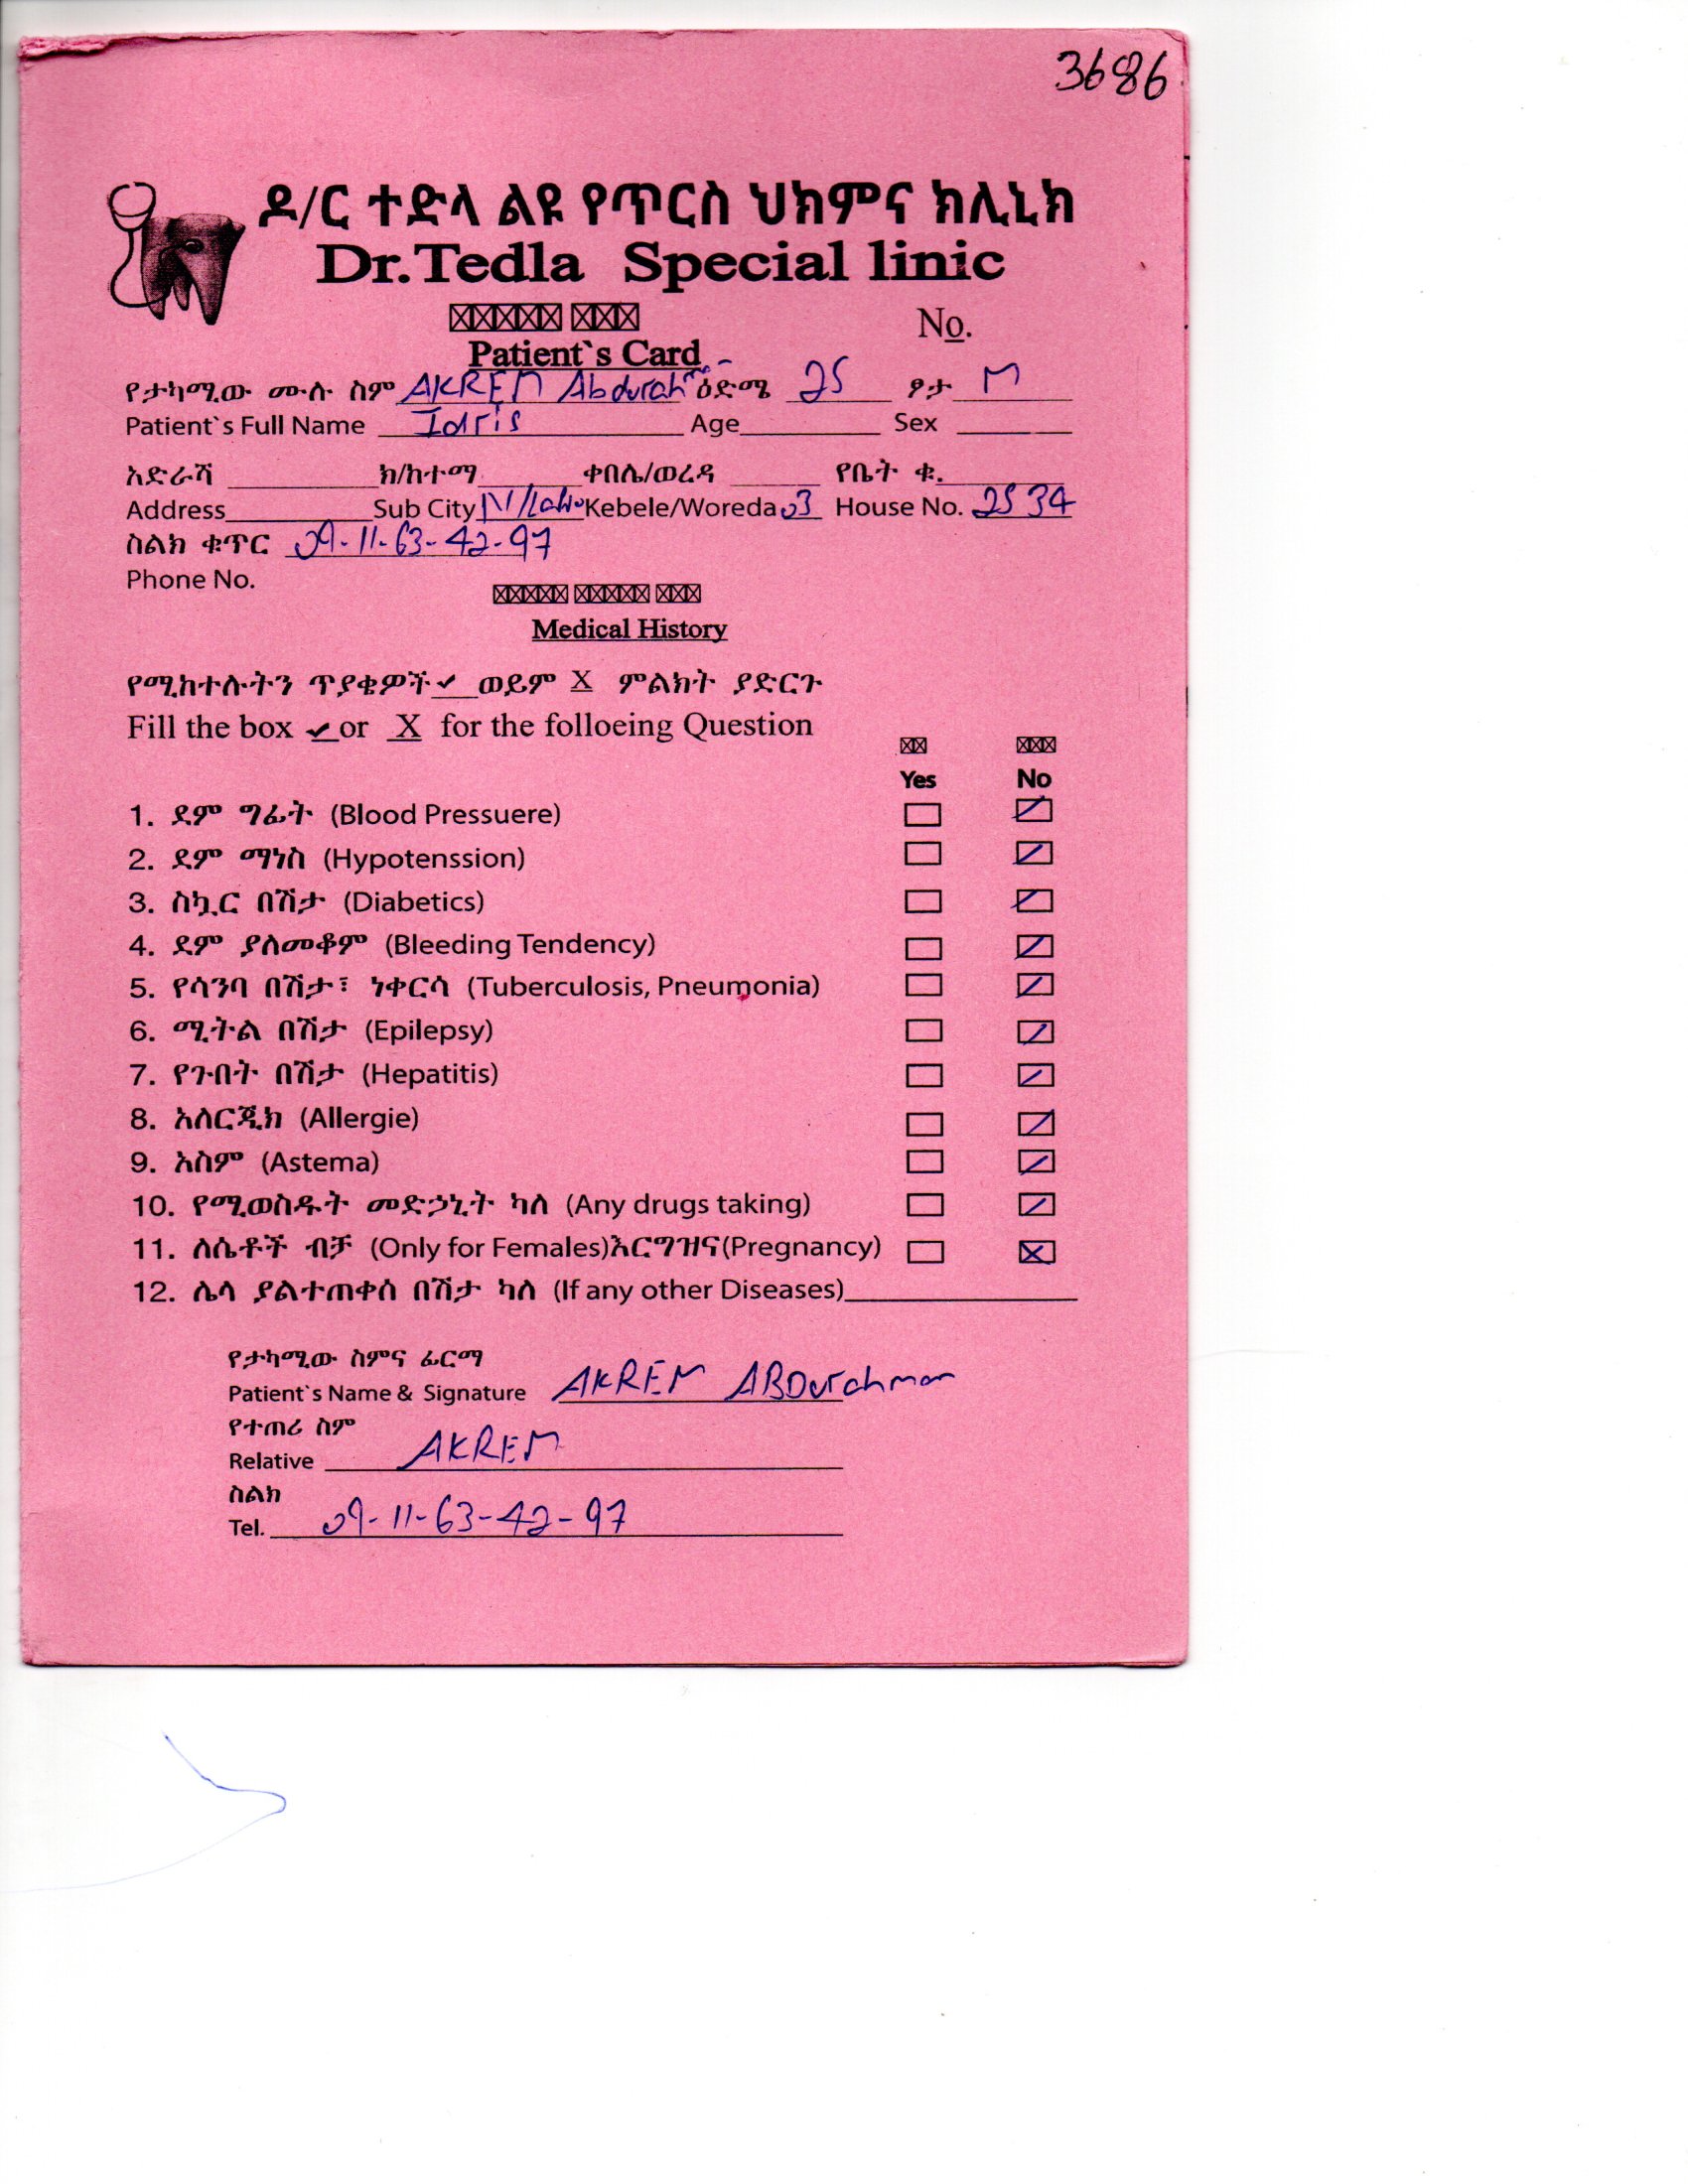 3686
ዶ/ር ተድላ ልዩ የጥርስ ህክምና ክሊኒክ
Dr.Tedla Special linic
No.
Patient`s Card
የታካሚው ሙሉ ስም AKREM Abdurah ዕድሜ 25 ፆታ M
Patient`s Full Name Idris Age Sex
አድራሻ ክ/ከተማ ቀበሌ/ወረዳ የቤት ቁ.
Address Sub City Kebele/Woreda 03 House No. 2534
ስልክ ቁጥር 09-11-63-42-97
Phone No.
Medical History
የሚከተሉትን ጥያቄዎች ✓ ወይም X ምልክት ያድርጉ
Fill the box ✓ or X for the folloeing Question
Yes No
1. ደም ግፊት (Blood Pressuere)
2. ደም ማነስ (Hypotenssion)
3. ስኳር በሽታ (Diabetics)
4. ደም ያለመቆም (Bleeding Tendency)
5. የሳንባ በሽታ፣ ነቀርሳ (Tuberculosis, Pneumonia)
6. ሚትል በሽታ (Epilepsy)
7. የጉበት በሽታ (Hepatitis)
8. አለርጂክ (Allergie)
9. አስም (Astema)
10. የሚወስዱት መድኃኒት ካለ (Any drugs taking)
11. ለሴቶች ብቻ (Only for Females)እርግዝና(Pregnancy)
12. ሌላ ያልተጠቀሰ በሽታ ካለ (If any other Diseases)
የታካሚው ስምና ፊርማ
Patient`s Name & Signature AKREM ABDurahman
የተጠሪ ስም
Relative AKREM
ስልክ
Tel. 09-11-63-42-97